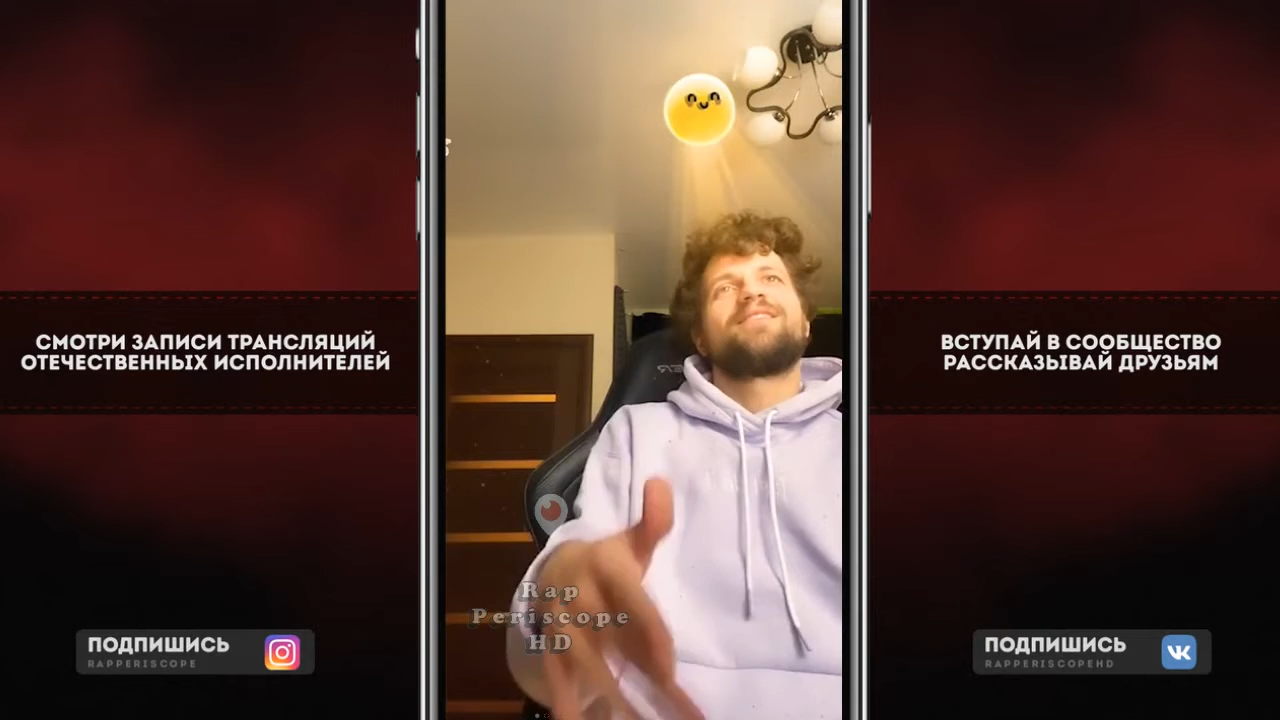 СМОТРИ ЗАПИСИ ТРАНСЛЯЦИЙ
ОТЕЧЕСТВЕННЫХ ИСПОЛНИТЕЛЕЙ
ПОДПИШИСЬ
RAPPERISCOPE
Rap
Periscope
HD
ВСТУПАЙ В СООБЩЕСТВО
РАССКАЗЫВАЙ ДРУЗЬЯМ
ПОДПИШИСЬ
RAPPERISCOPEHD